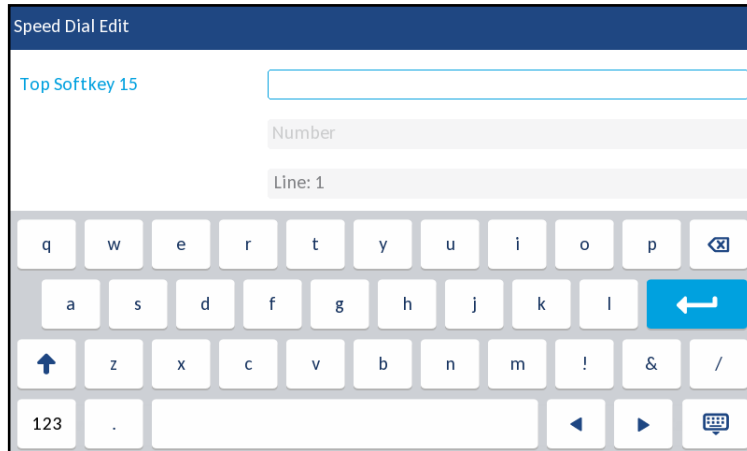 Speed Dial Edit
Top Softkey 15
Number
Line: 1
q w e r t y u i o p
a s d f g h j k l
z x c v b n m ! & /
123 .